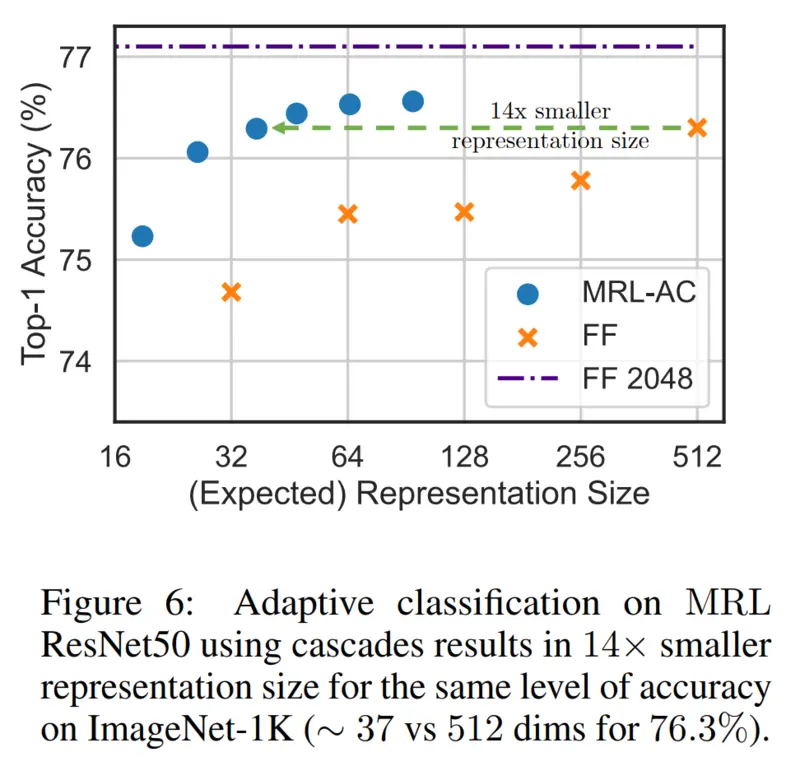 77
76
75
74
Top-1 Accuracy (%)
14x smaller
representation size
MRL-AC
FF
FF 2048
16 32 64 128 256 512
(Expected) Representation Size
Figure 6: Adaptive classification on MRL
ResNet50 using cascades results in 14× smaller
representation size for the same level of accuracy
on ImageNet-1K (∼ 37 vs 512 dims for 76.3%).